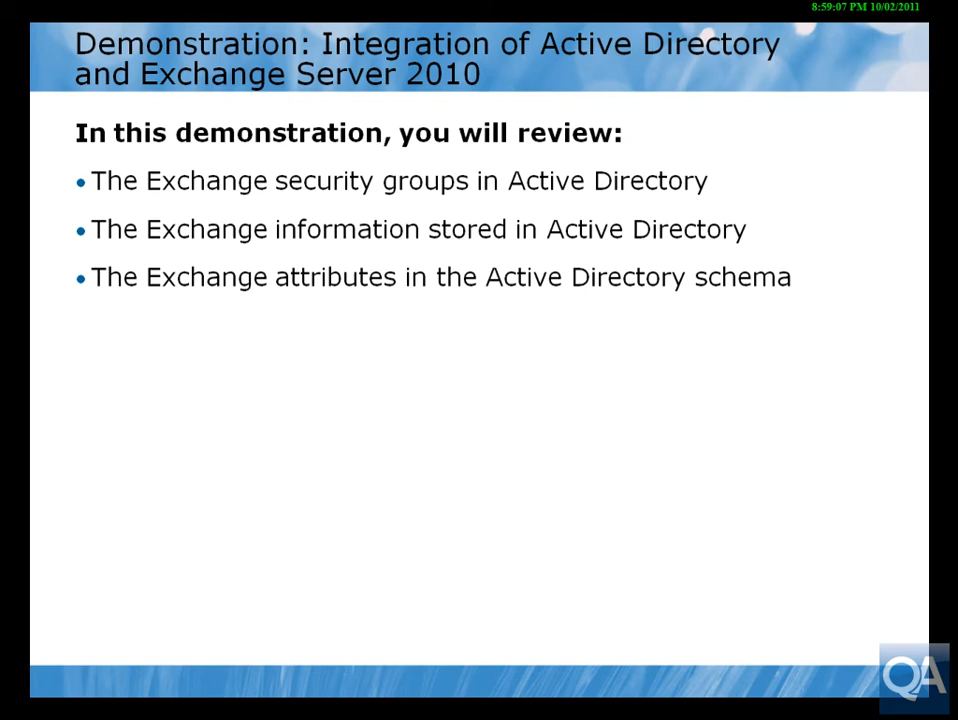 8:59:07 PM 10/02/2011
Demonstration: Integration of Active Directory
and Exchange Server 2010
In this demonstration, you will review:
• The Exchange security groups in Active Directory
• The Exchange information stored in Active Directory
• The Exchange attributes in the Active Directory schema
QA